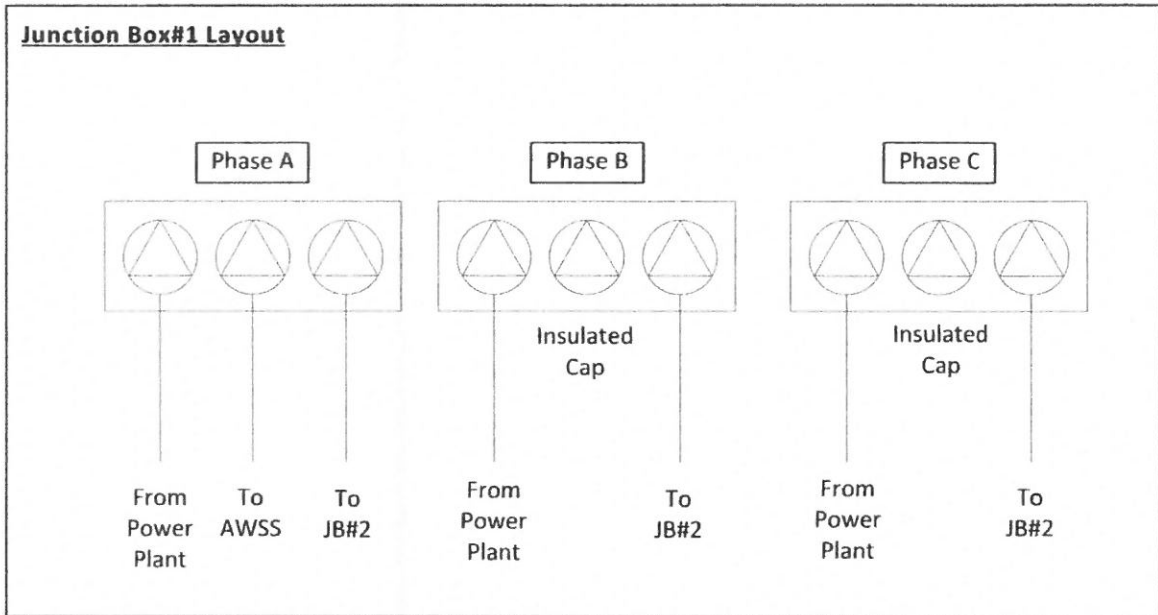 Junction Box#1 Layout
Phase A
Phase B
Phase C
Insulated
Cap
Insulated
Cap
From
Power
Plant
To
AWSS
To
JB#2
From
Power
Plant
To
JB#2
From
Power
Plant
To
JB#2